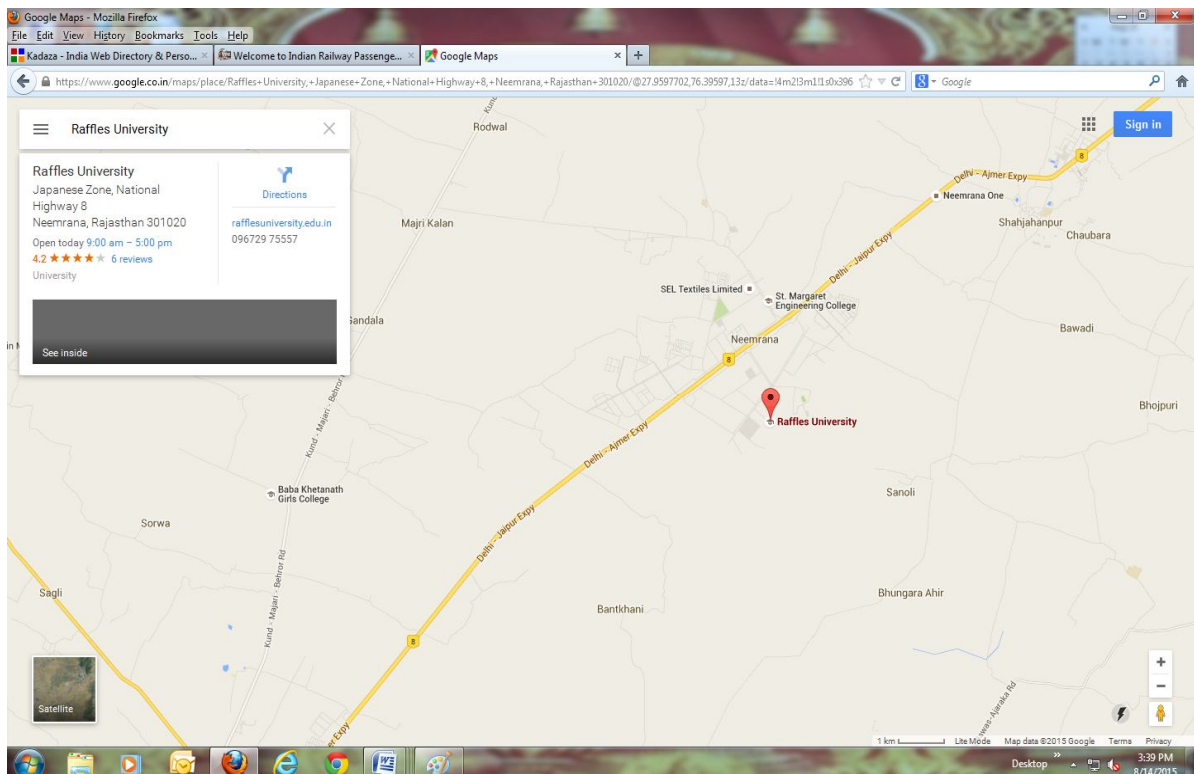 Google Maps - Mozilla Firefox
File Edit View History Bookmarks Tools Help
Kadaza - India Web Directory & Perso... Welcome to Indian Railway Passenge... Google Maps
https://www.google.co.in/maps/place/Raffles+University,+Japanese+Zone,+National+Highway+8,+Neemrana,+Rajasthan+301020/@27.9597702,76.39597,13z/data=!4m2!3m1!1s0x396 Google
Raffles University
Sign in
Raffles University
Japanese Zone, National
Highway 8
Neemrana, Rajasthan 301020
Open today 9:00 am – 5:00 pm
4.2 6 reviews
University
Directions
rafflesuniversity.edu.in
096729 75557
See inside
Rodwal
Kund
8
Delhi - Ajmer Expy
Neemrana One
Majri Kalan
Shahjahanpur
Chaubara
Delhi - Jaipur Expy
SEL Textiles Limited
St. Margaret
Engineering College
Gandala
Bawadi
Neemrana
8
Bhojpuri
Raffles University
Kund - Majari - Behror
Delhi - Ajmer Expy
Baba Khetanath
Girls College
Sanoli
Sorwa
Delhi - Jaipur Expy
Sagli
Kund - Majari - Behror Rd
Bhungara Ahir
Bantkhani
8
Satellite
1 km Lite Mode Map data ©2015 Google Terms Privacy
Desktop 3:39 PM
8/14/2015